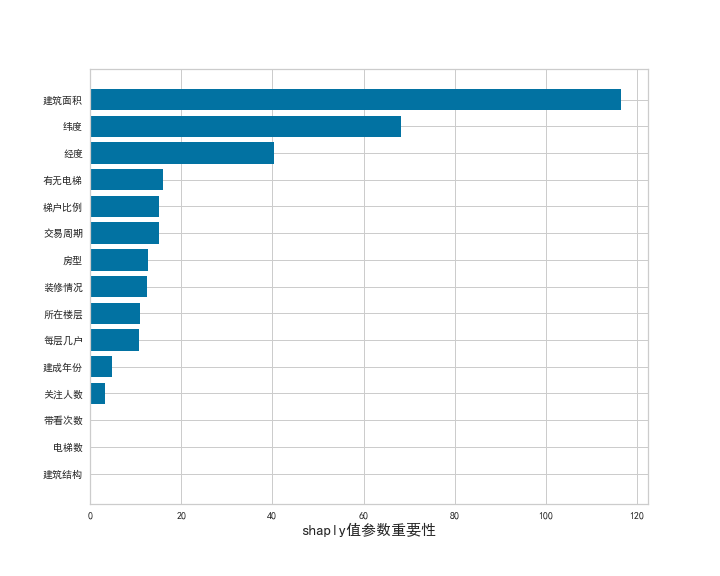 建筑面积
纬度
经度
有无电梯
梯户比例
交易周期
房型
装修情况
所在楼层
每层几户
建成年份
关注人数
带看次数
电梯数
建筑结构
0 20 40 60 80 100 120
shaply值参数重要性